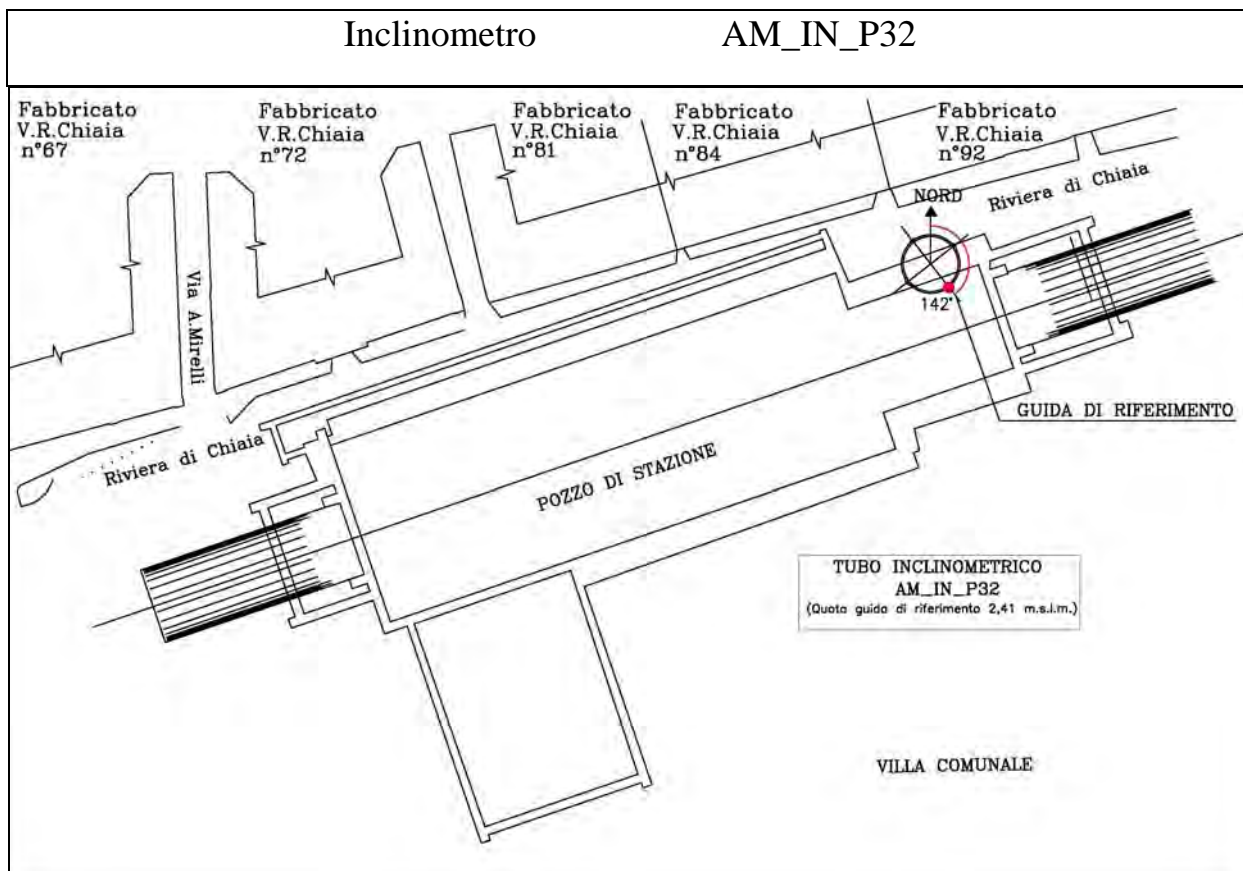 Inclinometro AM_IN_P32
Fabbricato
V.R.Chiaia
n°67
Fabbricato
V.R.Chiaia
n°72
Fabbricato
V.R.Chiaia
n°81
Fabbricato
V.R.Chiaia
n°84
Fabbricato
V.R.Chiaia
n°92
NORD
Riviera di Chiaia
Via A.Mirelli
142°
GUIDA DI RIFERIMENTO
Riviera di Chiaia
POZZO DI STAZIONE
TUBO INCLINOMETRICO
AM_IN_P32
(Quota guida di riferimento 2,41 m.s.l.m.)
VILLA COMUNALE